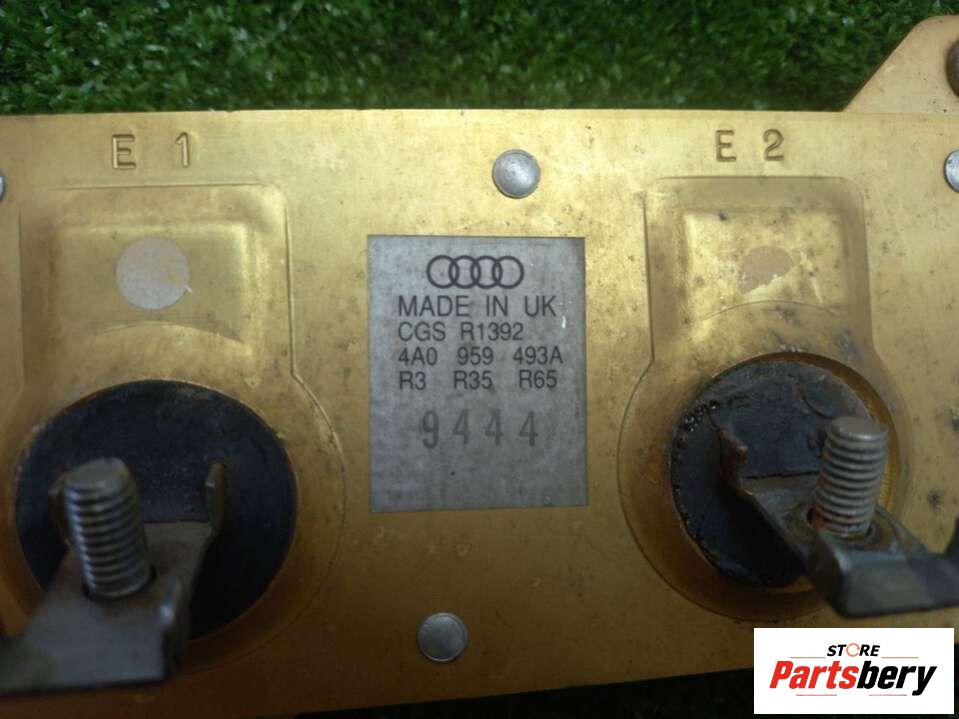 E 1
E 2
MADE IN UK
CGS R1392
4A0 959 493A
R3 R35 R65
9444
STORE
Partsbery